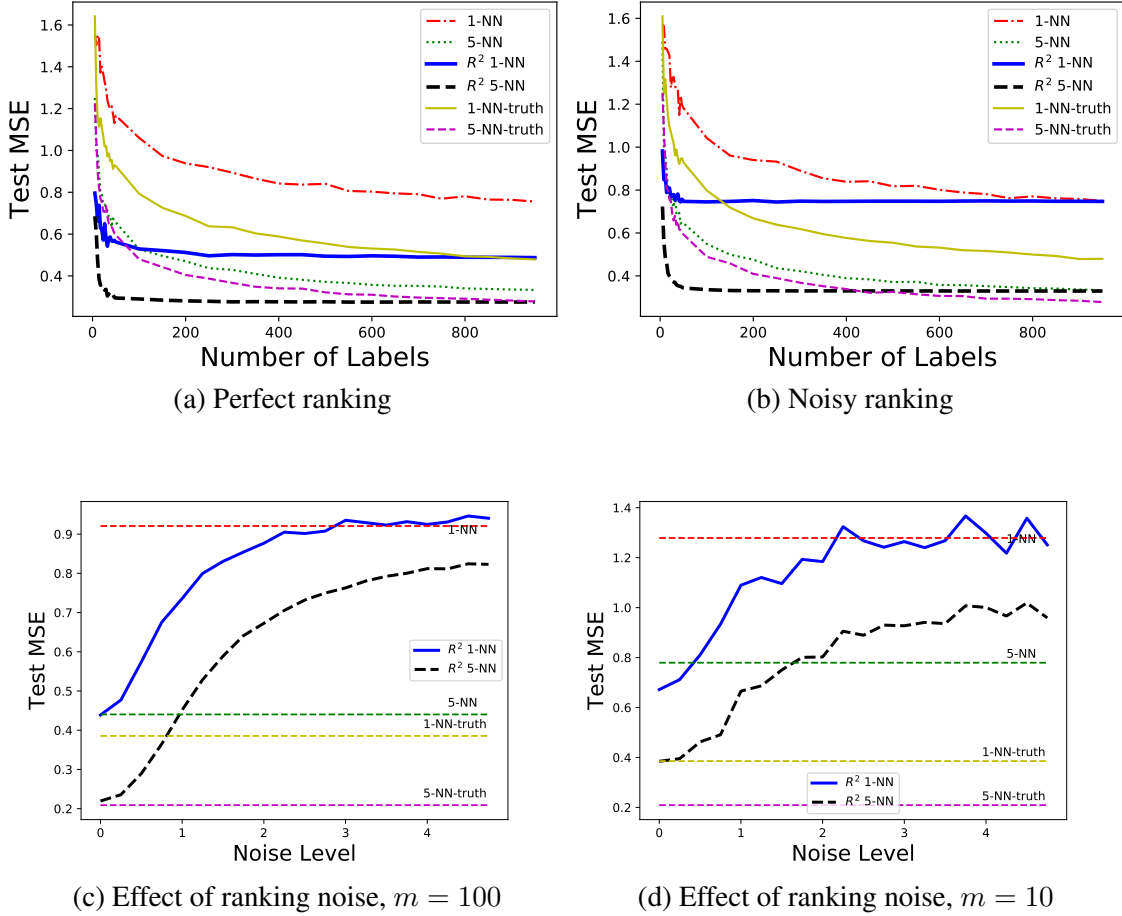 1.6
1.4
1.2
1.0
0.8
0.6
0.4
Test MSE
1-NN
5-NN
R² 1-NN
R² 5-NN
1-NN-truth
5-NN-truth
0 200 400 600 800
Number of Labels
(a) Perfect ranking
1.6
1.4
1.2
1.0
0.8
0.6
0.4
Test MSE
1-NN
5-NN
R² 1-NN
R² 5-NN
1-NN-truth
5-NN-truth
0 200 400 600 800
Number of Labels
(b) Noisy ranking
0.9
0.8
0.7
0.6
0.5
0.4
0.3
0.2
Test MSE
1-NN
R² 1-NN
R² 5-NN
5-NN
1-NN-truth
5-NN-truth
0 1 2 3 4
Noise Level
(c) Effect of ranking noise, m = 100
1.4
1.2
1.0
0.8
0.6
0.4
0.2
Test MSE
1-NN
5-NN
1-NN-truth
R² 1-NN
R² 5-NN
5-NN-truth
0 1 2 3 4
Noise Level
(d) Effect of ranking noise, m = 10